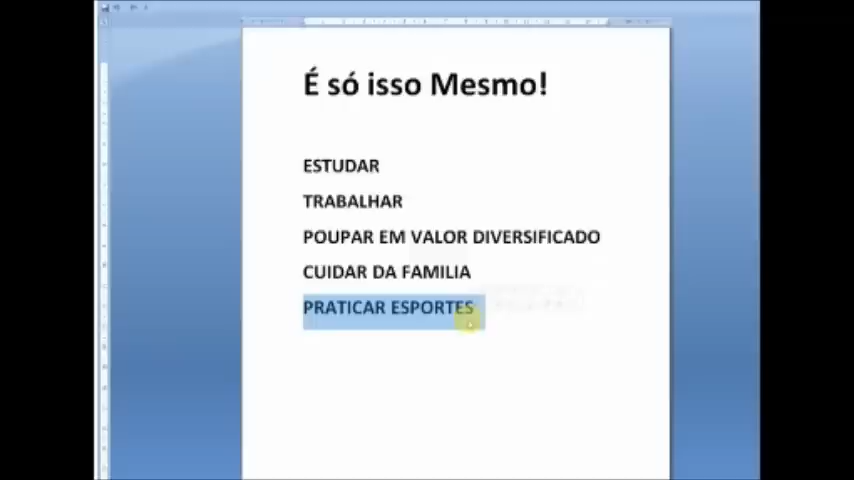 É só isso Mesmo!
ESTUDAR
TRABALHAR
POUPAR EM VALOR DIVERSIFICADO
CUIDAR DA FAMILIA
PRATICAR ESPORTES